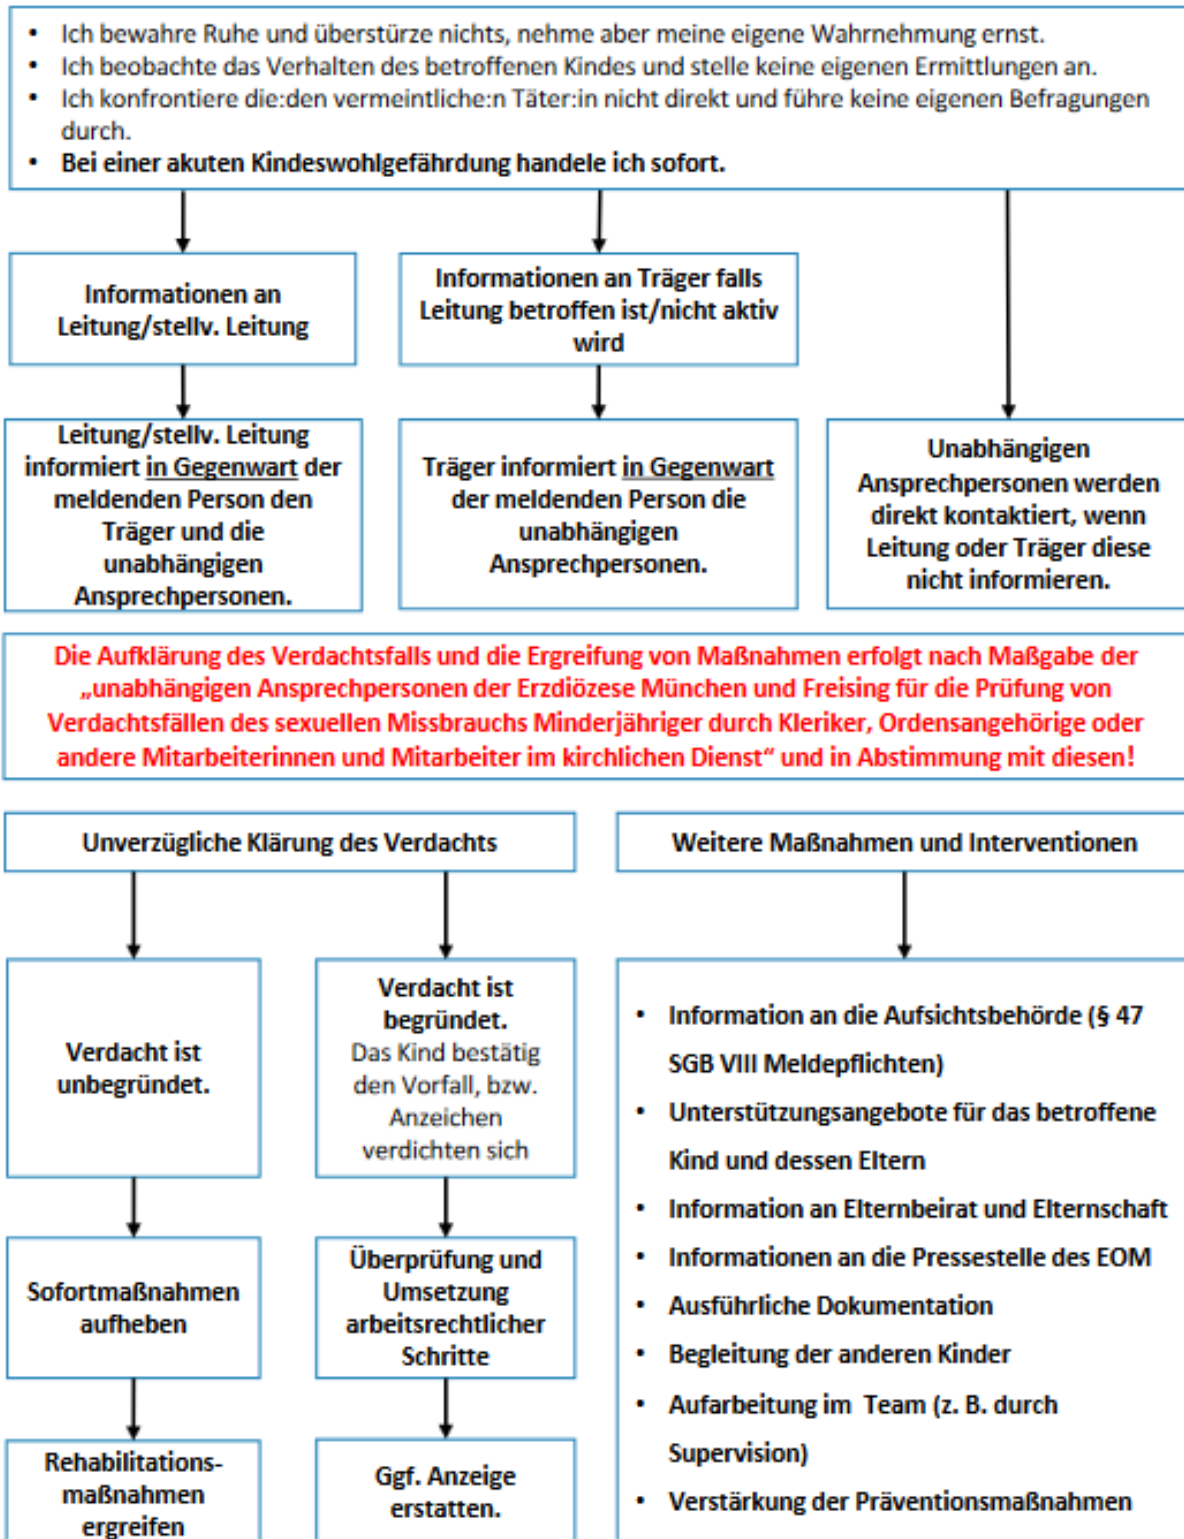 • Ich bewahre Ruhe und überstürze nichts, nehme aber meine eigene Wahrnehmung ernst.
• Ich beobachte das Verhalten des betroffenen Kindes und stelle keine eigenen Ermittlungen an.
• Ich konfrontiere die:den vermeintliche:n Täter:in nicht direkt und führe keine eigenen Befragungen
durch.
• Bei einer akuten Kindeswohlgefährdung handele ich sofort.
Informationen an
Leitung/stellv. Leitung
Informationen an Träger falls
Leitung betroffen ist/nicht aktiv
wird
Leitung/stellv. Leitung
informiert in Gegenwart der
meldenden Person den
Träger und die
unabhängigen
Ansprechpersonen.
Träger informiert in Gegenwart
der meldenden Person die
unabhängigen
Ansprechpersonen.
Unabhängigen
Ansprechpersonen werden
direkt kontaktiert, wenn
Leitung oder Träger diese
nicht informieren.
Die Aufklärung des Verdachtsfalls und die Ergreifung von Maßnahmen erfolgt nach Maßgabe der
„unabhängigen Ansprechpersonen der Erzdiözese München und Freising für die Prüfung von
Verdachtsfällen des sexuellen Missbrauchs Minderjähriger durch Kleriker, Ordensangehörige oder
andere Mitarbeiterinnen und Mitarbeiter im kirchlichen Dienst“ und in Abstimmung mit diesen!
Unverzügliche Klärung des Verdachts
Verdacht ist
unbegründet.
Sofortmaßnahmen
aufheben
Rehabilitations-
maßnahmen
ergreifen
Verdacht ist
begründet.
Das Kind bestätig
den Vorfall, bzw.
Anzeichen
verdichten sich
Überprüfung und
Umsetzung
arbeitsrechtlicher
Schritte
Ggf. Anzeige
erstatten.
Weitere Maßnahmen und Interventionen
• Information an die Aufsichtsbehörde (§ 47
SGB VIII Meldepflichten)
• Unterstützungsangebote für das betroffene
Kind und dessen Eltern
• Information an Elternbeirat und Elternschaft
• Informationen an die Pressestelle des EOM
• Ausführliche Dokumentation
• Begleitung der anderen Kinder
• Aufarbeitung im Team (z. B. durch
Supervision)
• Verstärkung der Präventionsmaßnahmen